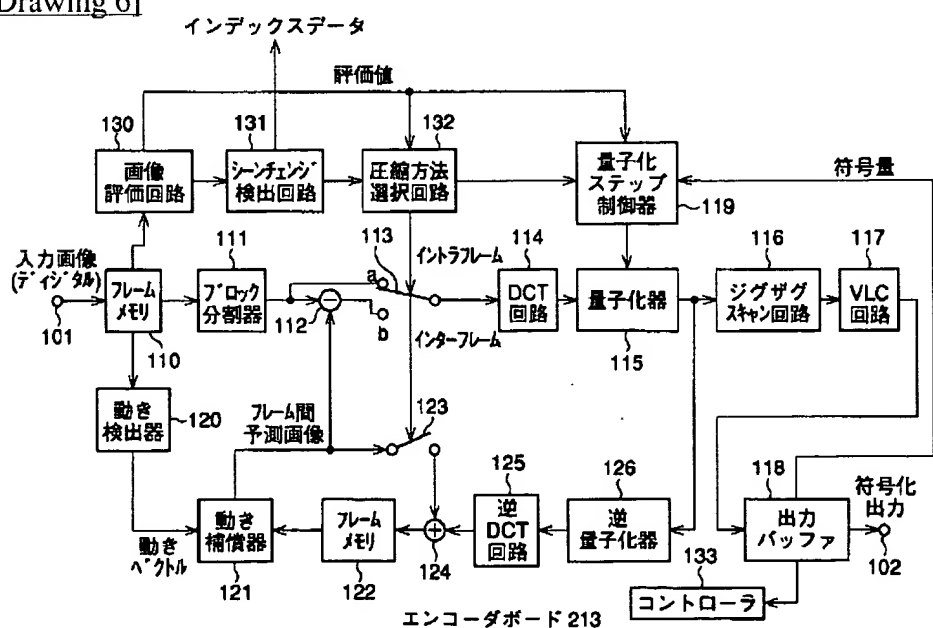 Drawing 6]
インデックスデータ
評価値
130
画像
評価回路
131
シーンチェンジ
検出回路
132
圧縮方法
選択回路
量子化
ステップ
制御器
119
符号量
入力画像
(ディジタル)
101
フレーム
メモリ
110
111
ブロック
分割器
112
113
a
b
イントラフレーム
インターフレーム
114
DCT
回路
量子化器
115
116
ジグザグ
スキャン回路
117
VLC
回路
動き
検出器
120
フレーム間
予測画像
123
動き
ベクトル
動き
補償器
121
フレーム
メモリ
122
124
125
逆
DCT
回路
126
逆
量子化器
118
出力
バッファ
符号化
出力
102
133
コントローラ
エンコーダボード 213